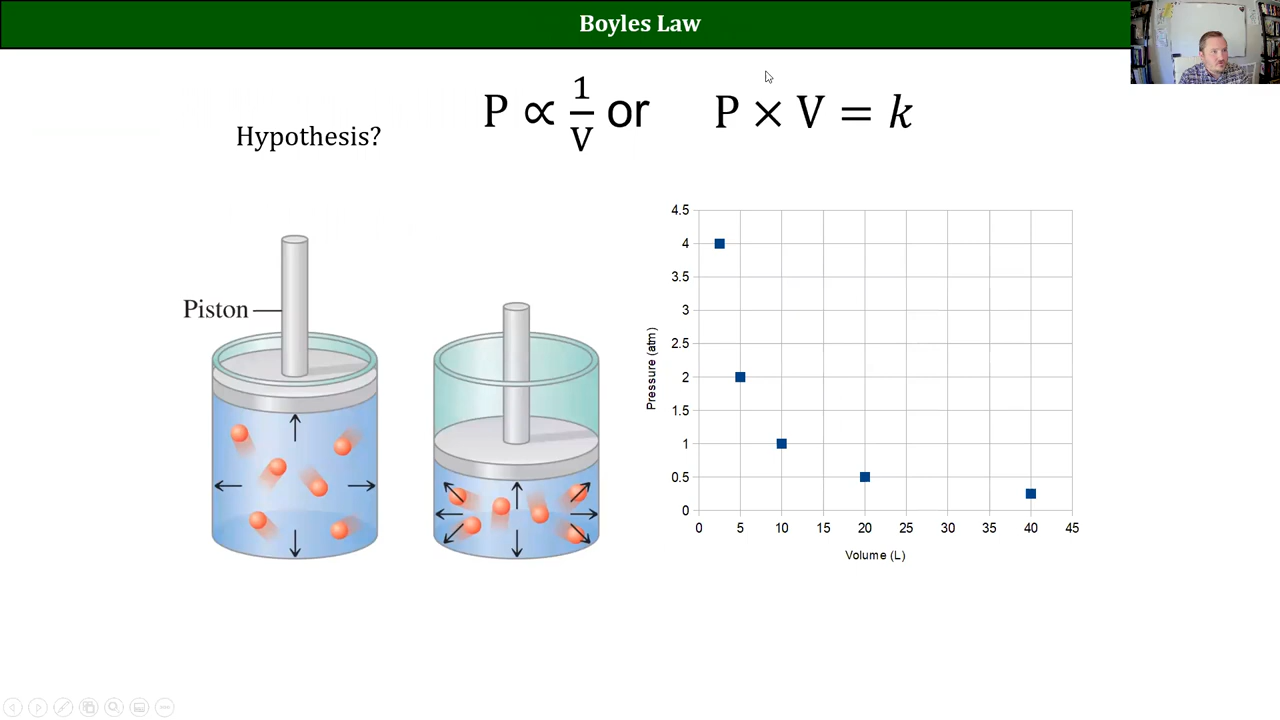 Boyles Law
Hypothesis?
P ∝ 1/V or P × V = k
Piston
4.5
4
3.5
3
2.5
2
1.5
1
0.5
0
Pressure (atm)
0 5 10 15 20 25 30 35 40 45
Volume (L)